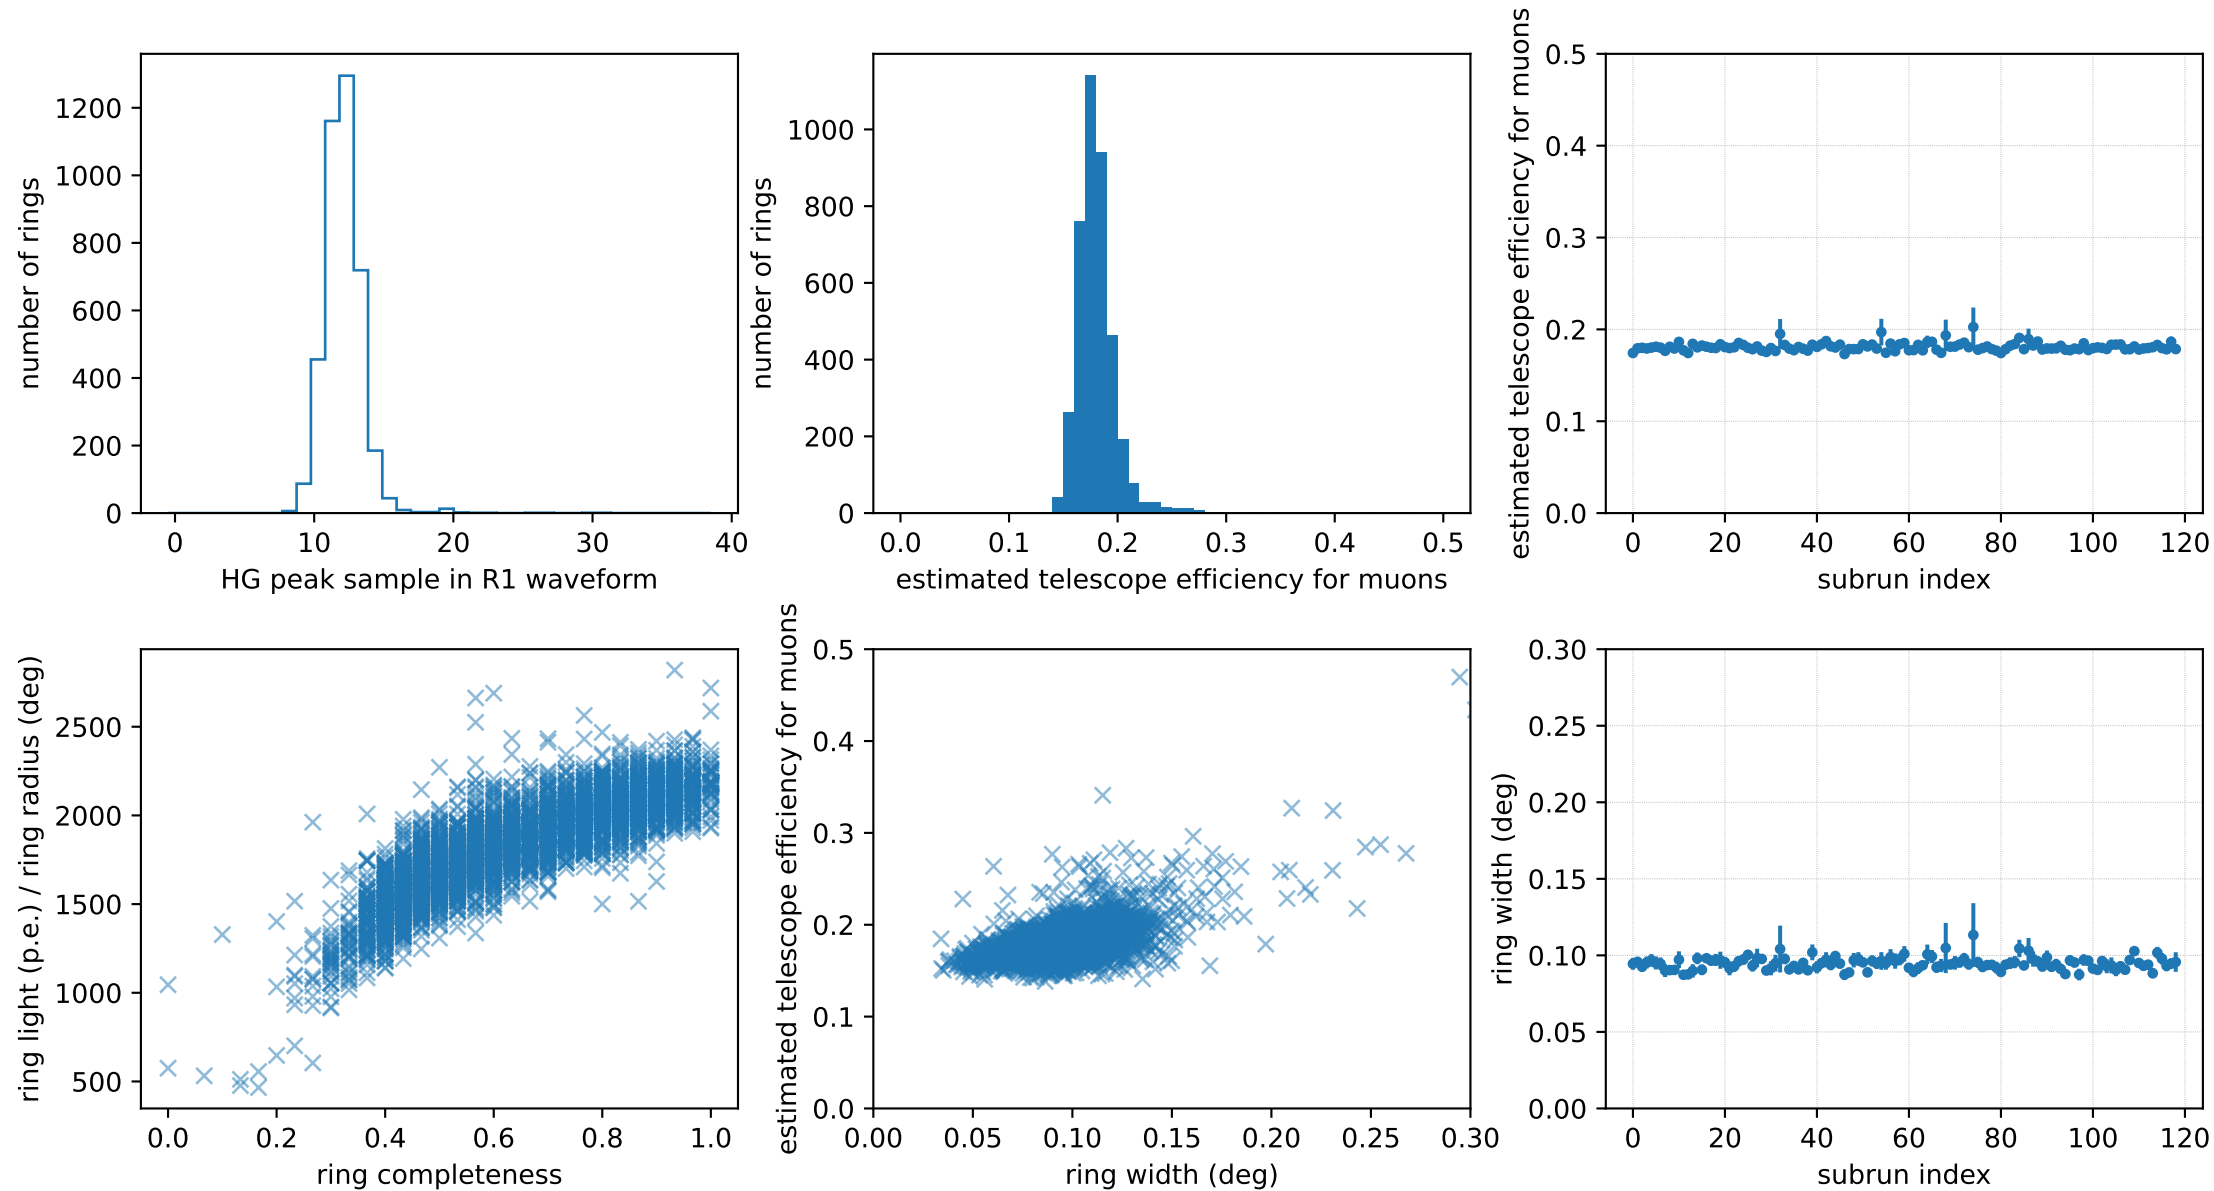 number of rings
1200
1000
800
600
400
200
0
0 10 20 30 40
HG peak sample in R1 waveform
number of rings
1000
800
600
400
200
0
0.0 0.1 0.2 0.3 0.4 0.5
estimated telescope efficiency for muons
estimated telescope efficiency for muons
0.5
0.4
0.3
0.2
0.1
0.0
0 20 40 60 80 100 120
subrun index
ring light (p.e.) / ring radius (deg)
2500
2000
1500
1000
500
0.0 0.2 0.4 0.6 0.8 1.0
ring completeness
estimated telescope efficiency for muons
0.5
0.4
0.3
0.2
0.1
0.0
0.00 0.05 0.10 0.15 0.20 0.25 0.30
ring width (deg)
ring width (deg)
0.30
0.25
0.20
0.15
0.10
0.05
0.00
0 20 40 60 80 100 120
subrun index